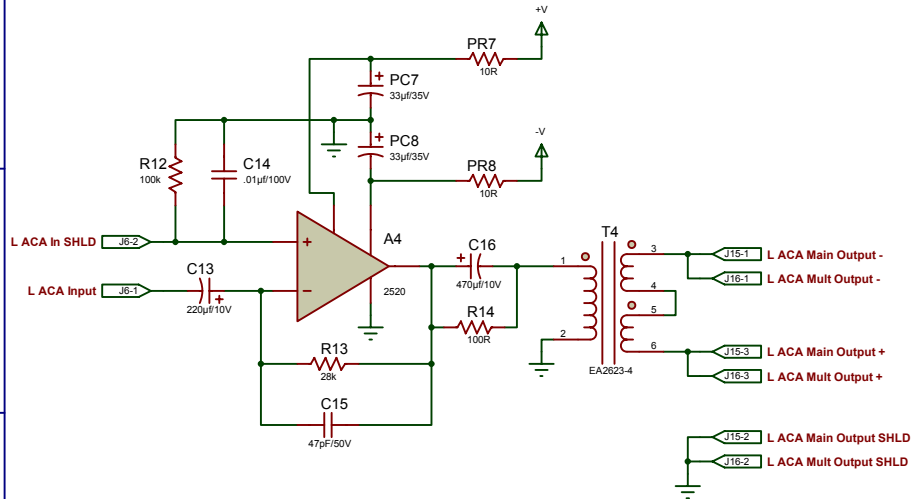 +V
PR7
10R
PC7
33µf/35V
-V
PC8
33µf/35V
PR8
10R
R12
100k
C14
.01µf/100V
A4
2520
L ACA In SHLD J6-2
L ACA Input J6-1
C13
220µf/10V
C16
470µf/10V
R14
100R
R13
28k
C15
47pF/50V
T4
1
2
3
4
5
6
EA2623-4
J15-1 L ACA Main Output -
J16-1 L ACA Mult Output -
J15-3 L ACA Main Output +
J16-3 L ACA Mult Output +
J15-2 L ACA Main Output SHLD
J16-2 L ACA Mult Output SHLD